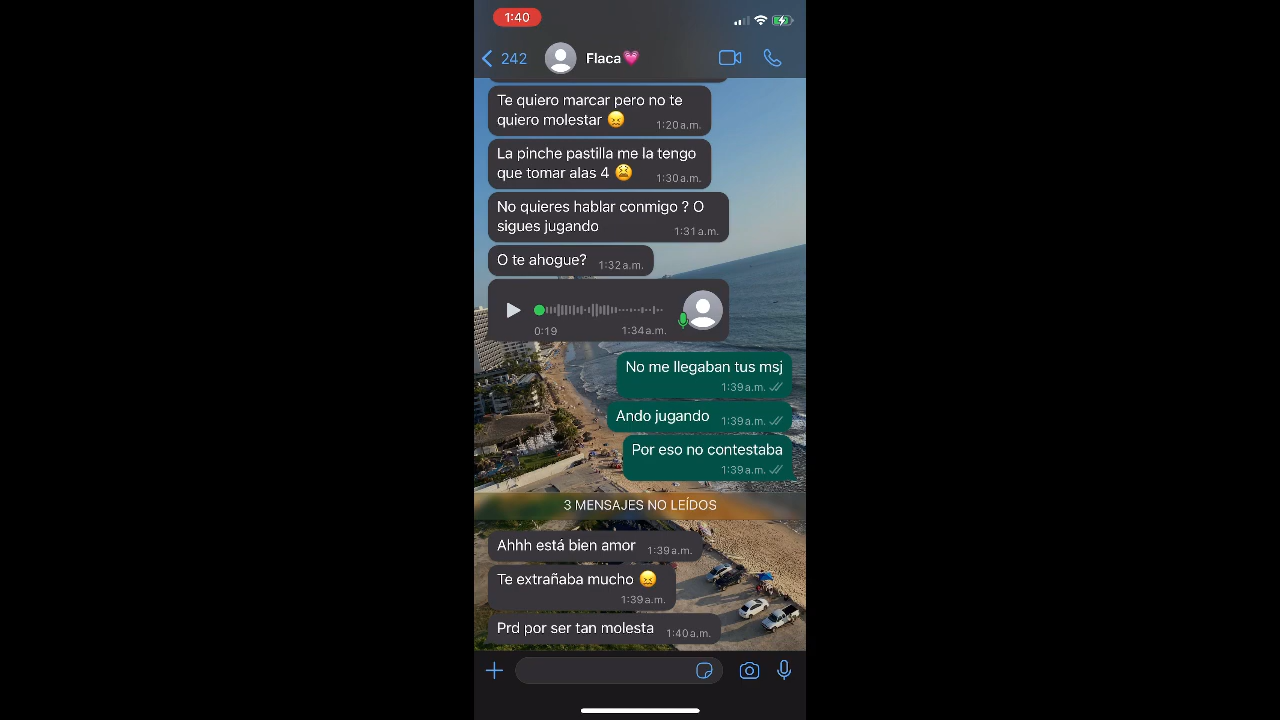 1:40
242
Flaca💗
Te quiero marcar pero no te
quiero molestar 😖
1:20 a.m.
La pinche pastilla me la tengo
que tomar alas 4 😫
1:30 a.m.
No quieres hablar conmigo ? O
sigues jugando
1:31 a.m.
O te ahogue?
1:32 a.m.
0:19
1:34 a.m.
No me llegaban tus msj
1:39 a.m.
Ando jugando
1:39 a.m.
Por eso no contestaba
1:39 a.m.
3 MENSAJES NO LEÍDOS
Ahhh está bien amor
1:39 a.m.
Te extrañaba mucho 😖
1:39 a.m.
Prd por ser tan molesta
1:40 a.m.